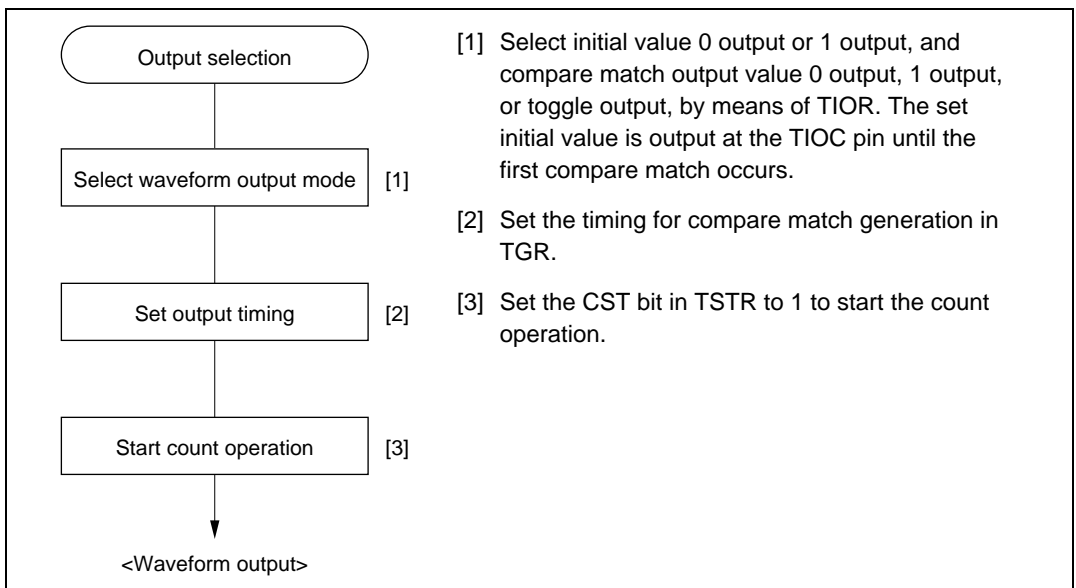 Output selection
Select waveform output mode [1]
Set output timing [2]
Start count operation [3]
<Waveform output>
[1] Select initial value 0 output or 1 output, and
compare match output value 0 output, 1 output,
or toggle output, by means of TIOR. The set
initial value is output at the TIOC pin until the
first compare match occurs.
[2] Set the timing for compare match generation in
TGR.
[3] Set the CST bit in TSTR to 1 to start the count
operation.